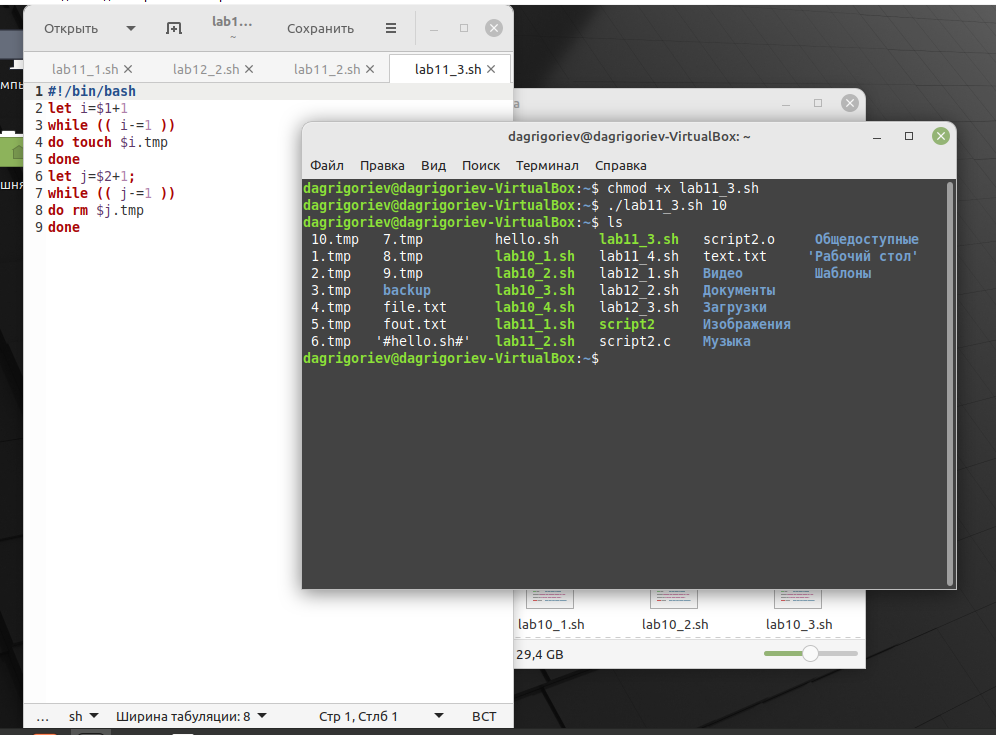 Открыть
lab11...
~
Сохранить
lab11_1.sh lab12_2.sh lab11_2.sh lab11_3.sh
1 #!/bin/bash
2 let i=$1+1
3 while (( i-=1 ))
4 do touch $i.tmp
5 done
6 let j=$2+1;
7 while (( j-=1 ))
8 do rm $j.tmp
9 done
... sh Ширина табуляции: 8 Стр 1, Стлб 1 ВСТ
dagrigoriev@dagrigoriev-VirtualBox: ~
Файл Правка Вид Поиск Терминал Справка
dagrigoriev@dagrigoriev-VirtualBox:~$ chmod +x lab11_3.sh
dagrigoriev@dagrigoriev-VirtualBox:~$ ./lab11_3.sh 10
dagrigoriev@dagrigoriev-VirtualBox:~$ ls
10.tmp 7.tmp hello.sh lab11_3.sh script2.o Общедоступные
1.tmp 8.tmp lab10_1.sh lab11_4.sh text.txt 'Рабочий стол'
2.tmp 9.tmp lab10_2.sh lab12_1.sh Видео Шаблоны
3.tmp backup lab10_3.sh lab12_2.sh Документы
4.tmp file.txt lab10_4.sh lab12_3.sh Загрузки
5.tmp fout.txt lab11_1.sh script2 Изображения
6.tmp '#hello.sh#' lab11_2.sh script2.c Музыка
dagrigoriev@dagrigoriev-VirtualBox:~$
lab10_1.sh lab10_2.sh lab10_3.sh
29,4 GB